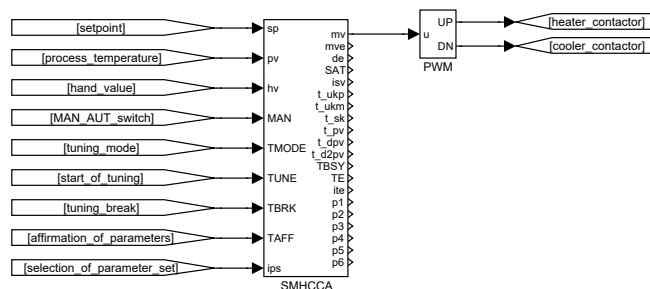 [setpoint]
[process_temperature]
[hand_value]
[MAN_AUT_switch]
[tuning_mode]
[start_of_tuning]
[tuning_break]
[affirmation_of_parameters]
[selection_of_parameter_set]
sp
pv
hv
MAN
TMODE
TUNE
TBRK
TAFF
ips
mv
mve
de
SAT
isv
t_ukp
t_ukm
t_sk
t_pv
t_dpv
t_d2pv
TBSY
TE
ite
p1
p2
p3
p4
p5
p6
SMHCCA
u
UP
DN
PWM
[heater_contactor]
[cooler_contactor]